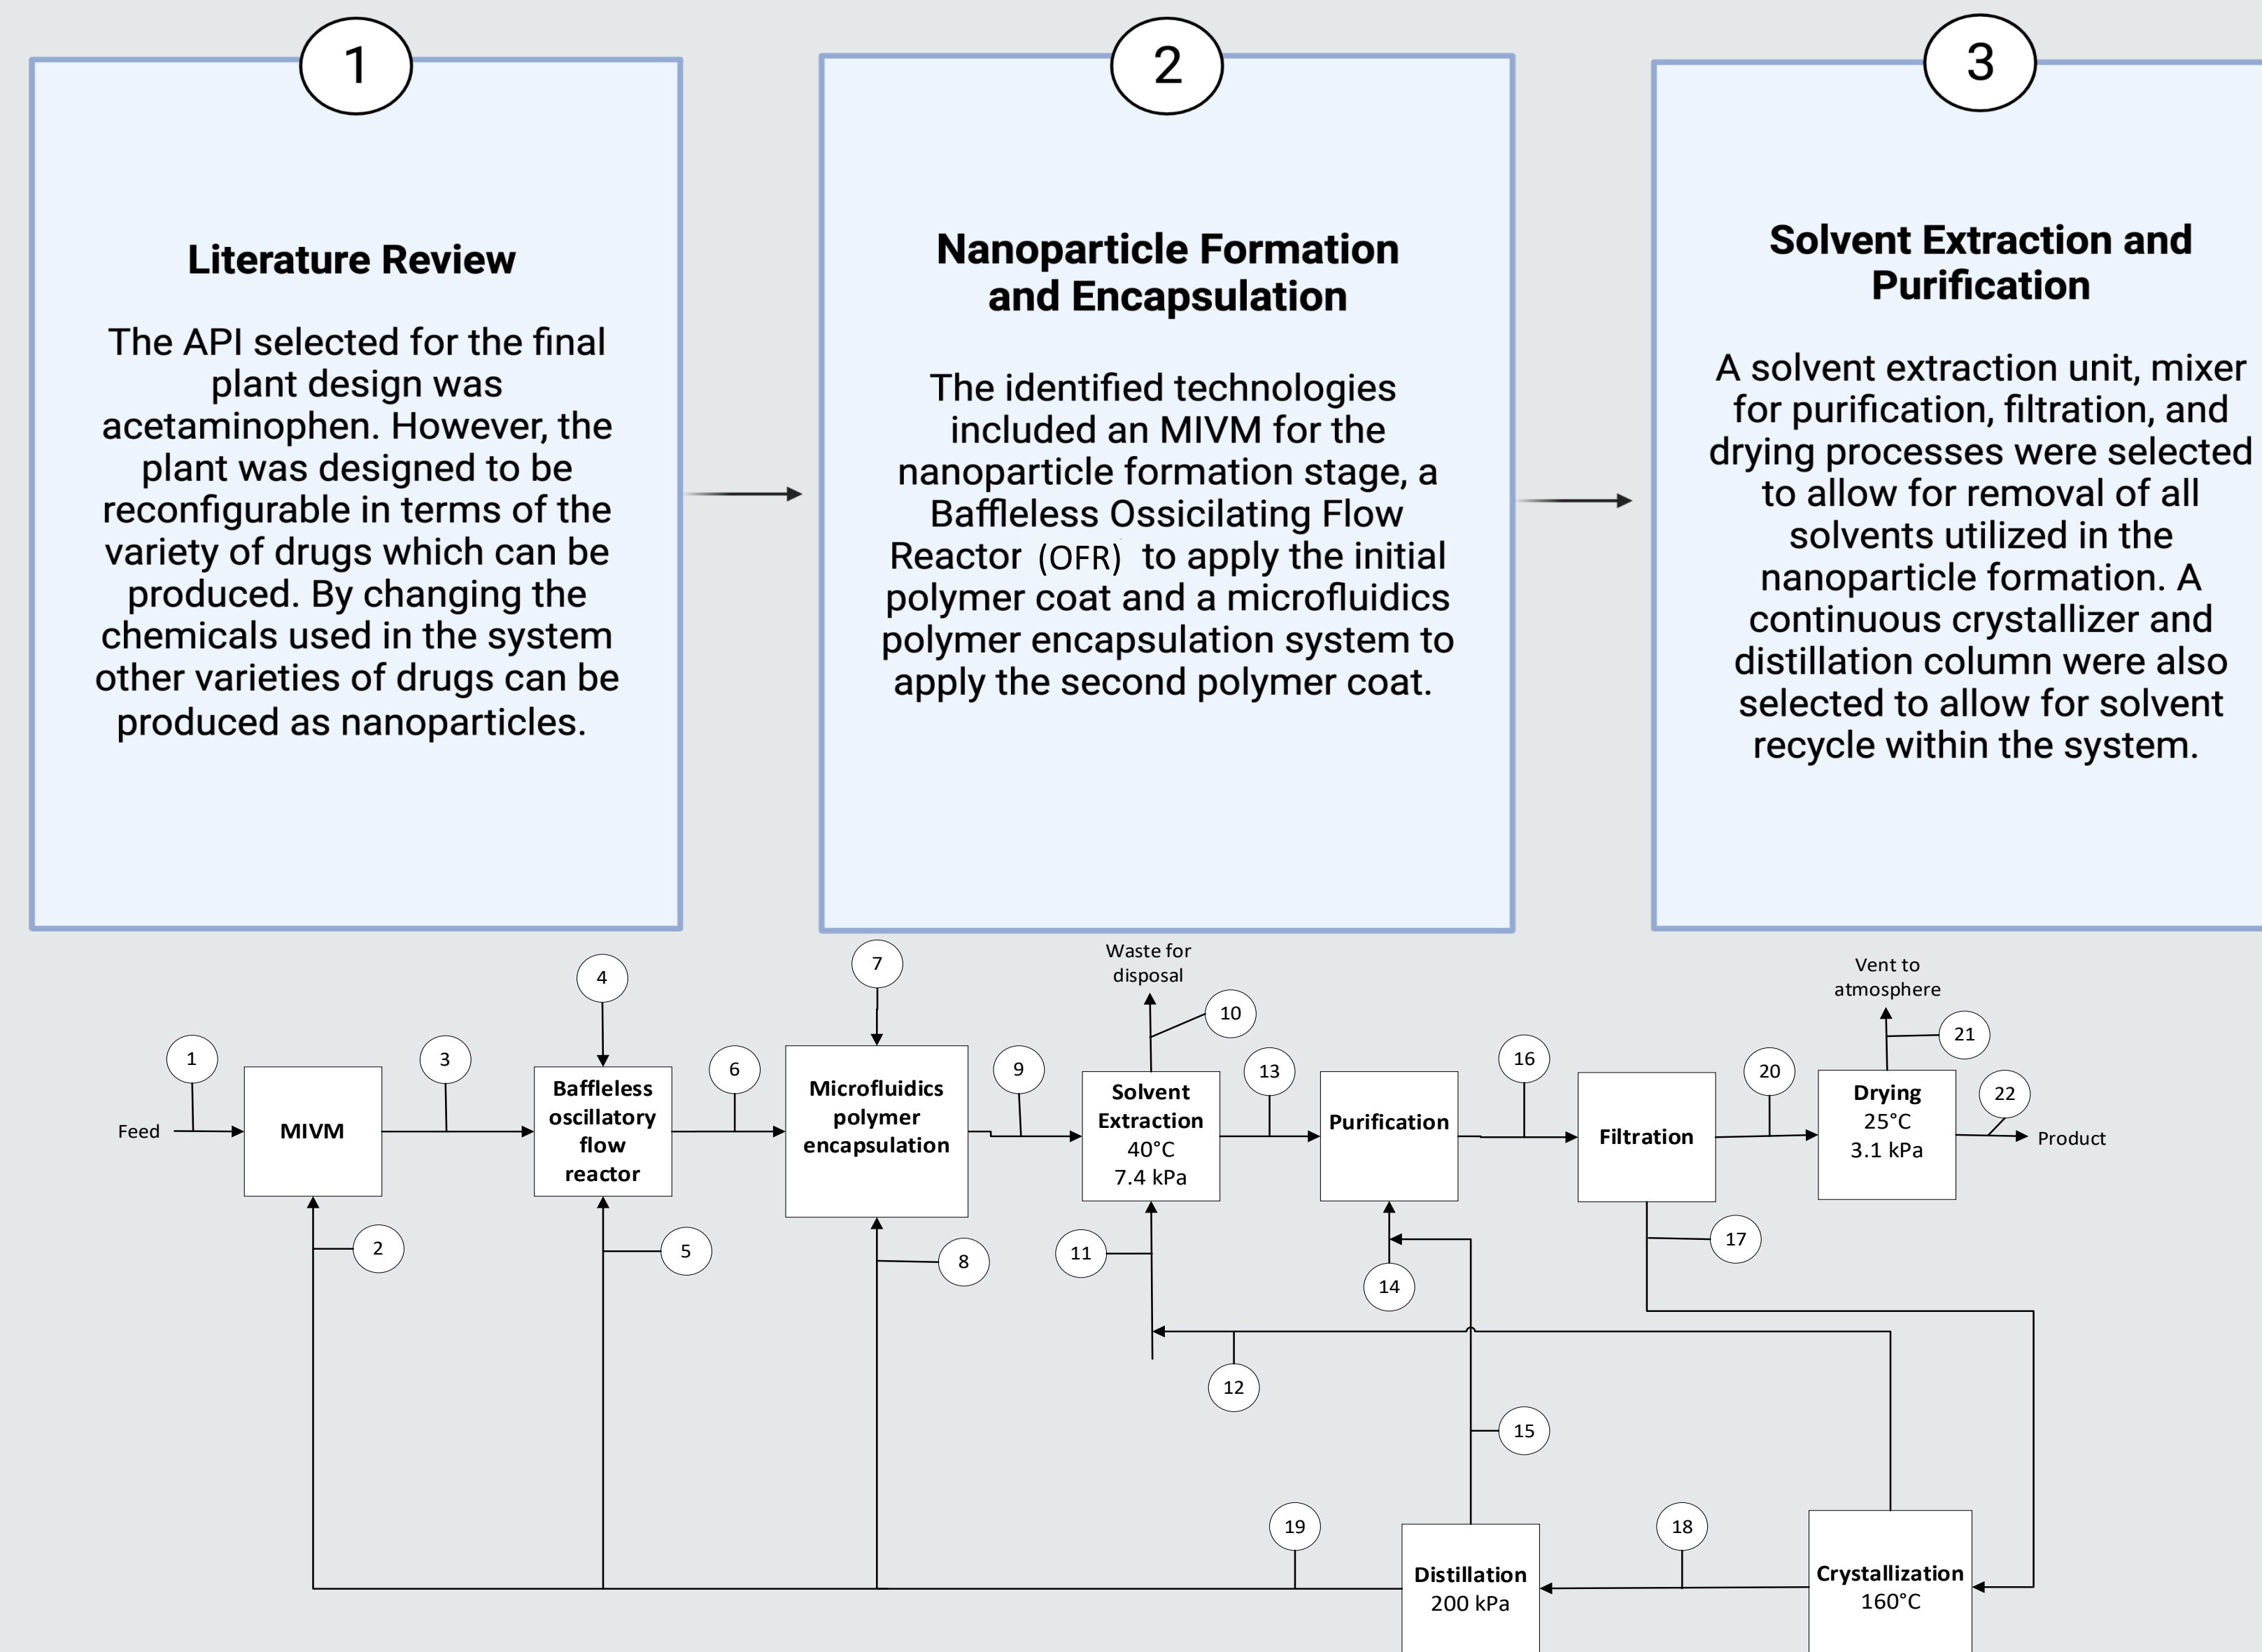 1
Literature Review
The API selected for the final
plant design was
acetaminophen. However, the
plant was designed to be
reconfigurable in terms of the
variety of drugs which can be
produced. By changing the
chemicals used in the system
other varieties of drugs can be
produced as nanoparticles.
2
Nanoparticle Formation
and Encapsulation
The identified technologies
included an MIVM for the
nanoparticle formation stage, a
Baffleless Ossicilating Flow
Reactor (OFR) to apply the initial
polymer coat and a microfluidics
polymer encapsulation system to
apply the second polymer coat.
3
Solvent Extraction and
Purification
A solvent extraction unit, mixer
for purification, filtration, and
drying processes were selected
to allow for removal of all
solvents utilized in the
nanoparticle formation. A
continuous crystallizer and
distillation column were also
selected to allow for solvent
recycle within the system.
Feed
1
MIVM
2
3
4
Baffleless
oscillatory
flow
reactor
5
6
7
Microfluidics
polymer
encapsulation
8
9
Waste for
disposal
10
Solvent
Extraction
40°C
7.4 kPa
11
12
13
Purification
14
15
16
Filtration
17
20
Vent to
atmosphere
21
Drying
25°C
3.1 kPa
22
Product
19
Distillation
200 kPa
18
Crystallization
160°C